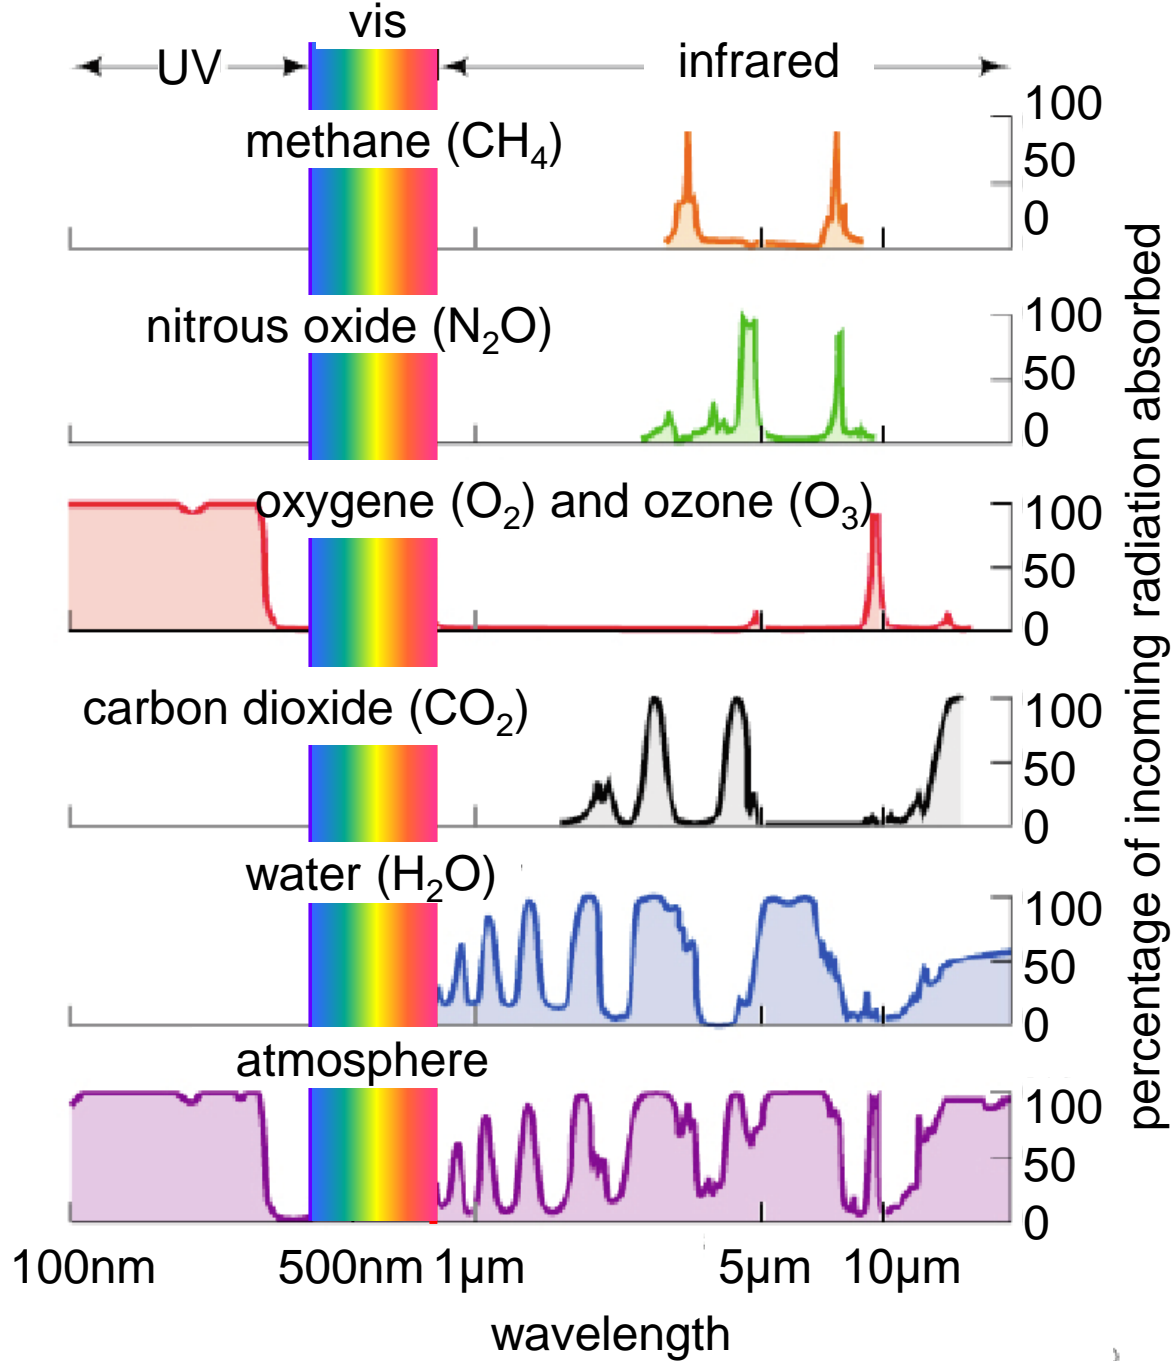 vis
UV
infrared
methane (CH₄)
100
50
0
nitrous oxide (N₂O)
100
50
0
oxygene (O₂) and ozone (O₃)
100
50
0
carbon dioxide (CO₂)
100
50
0
water (H₂O)
100
50
0
atmosphere
100
50
0
percentage of incoming radiation absorbed
100nm 500nm 1µm 5µm 10µm
wavelength